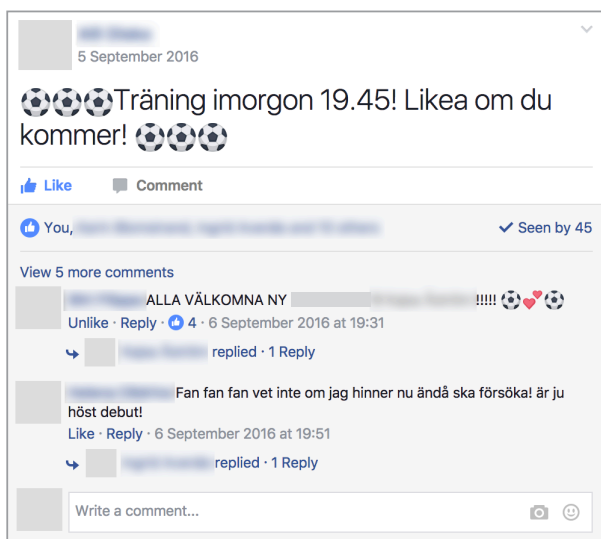 5 September 2016
⚽⚽⚽Träning imorgon 19.45! Likea om du
kommer! ⚽⚽⚽
Like Comment
You, Seen by 45
View 5 more comments
ALLA VÄLKOMNA NY !!!!! ⚽💕⚽
Unlike · Reply · 4 · 6 September 2016 at 19:31
replied · 1 Reply
Fan fan fan vet inte om jag hinner nu ändå ska försöka! är ju
höst debut!
Like · Reply · 6 September 2016 at 19:51
replied · 1 Reply
Write a comment...